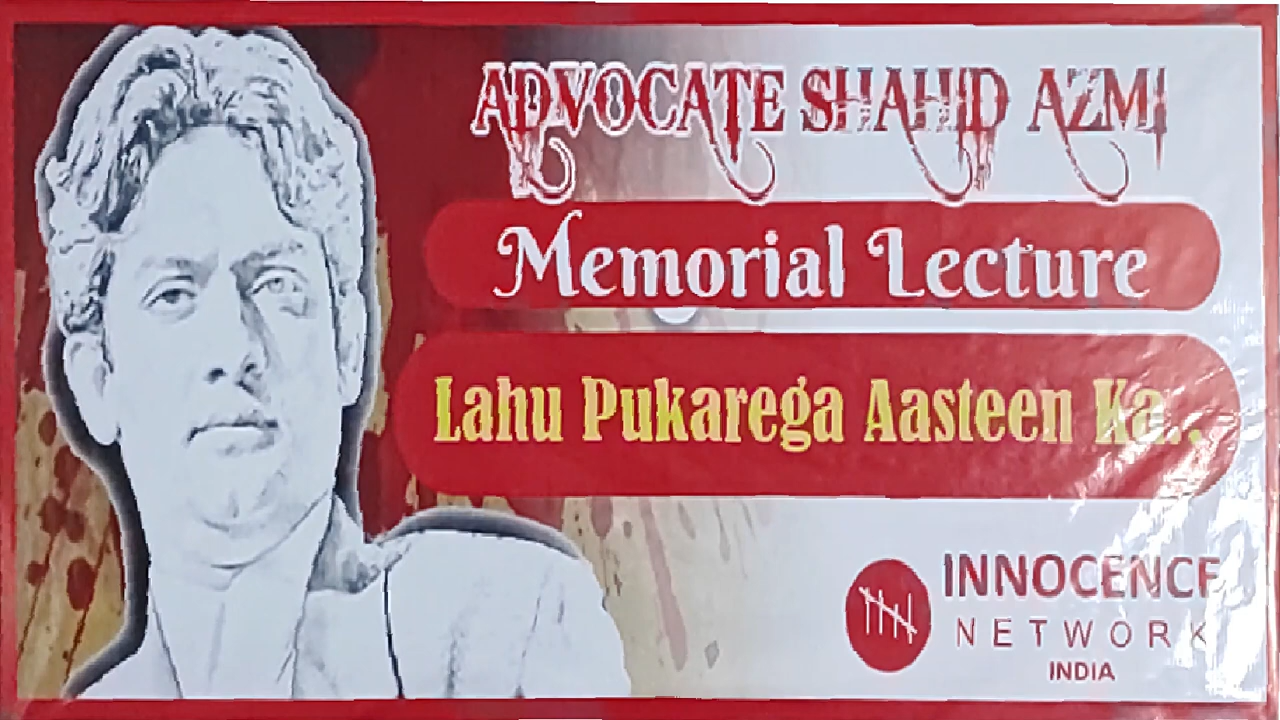 ADVOCATE SHAHID AZMI
Memorial Lecture
Lahu Pukarega Aasteen Ka..
INNOCENCE
NETWORK
INDIA